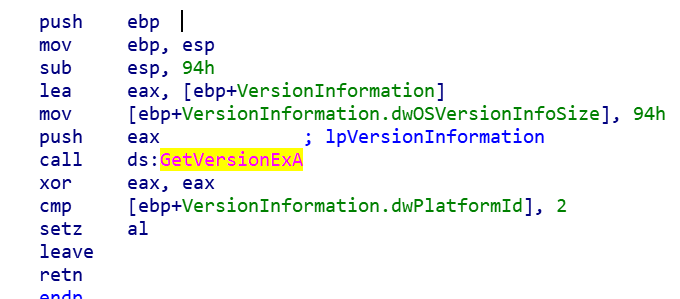 push ebp
mov ebp, esp
sub esp, 94h
lea eax, [ebp+VersionInformation]
mov [ebp+VersionInformation.dwOSVersionInfoSize], 94h
push eax ; lpVersionInformation
call ds:GetVersionExA
xor eax, eax
cmp [ebp+VersionInformation.dwPlatformId], 2
setz al
leave
retn
endp